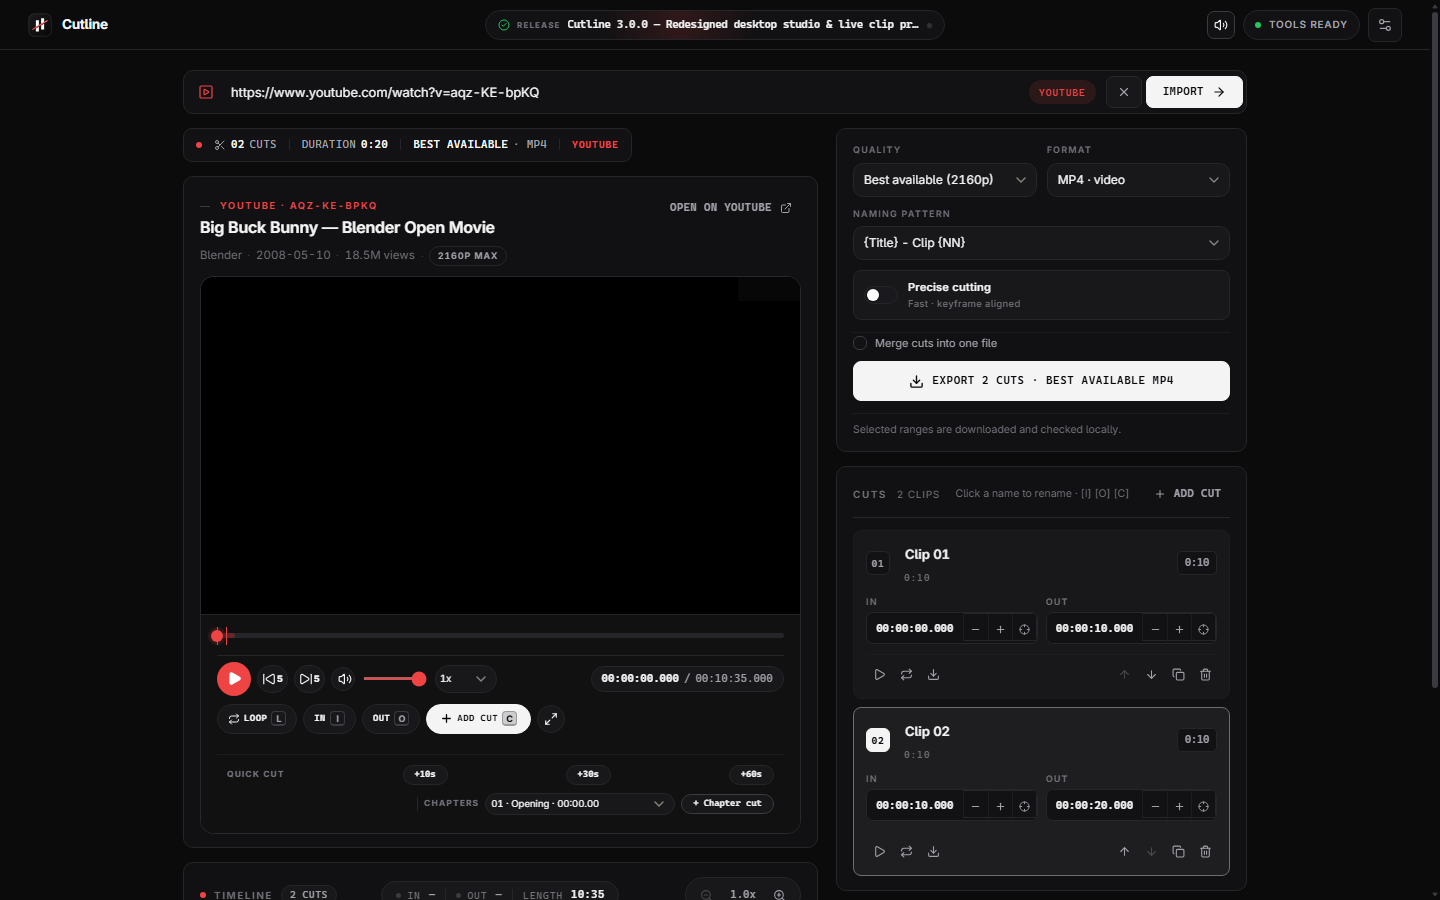 Cutline
RELEASE Cutline 3.0.0 — Redesigned desktop studio & live clip pr…
TOOLS READY
https://www.youtube.com/watch?v=aqz-KE-bpKQ
YOUTUBE
IMPORT
02 CUTS
DURATION 0:20
BEST AVAILABLE · MP4
YOUTUBE
— YOUTUBE · AQZ-KE-BPKQ
OPEN ON YOUTUBE
Big Buck Bunny — Blender Open Movie
Blender · 2008-05-10 · 18.5M views · 2160P MAX
5
5
1x
00:00:00.000 / 00:10:35.000
LOOP L
IN I
OUT O
+ ADD CUT C
QUICK CUT
+10s
+30s
+60s
CHAPTERS
01 · Opening · 00:00.00
+ Chapter cut
TIMELINE
2 CUTS
IN —
OUT —
LENGTH 10:35
1.0x
QUALITY
FORMAT
Best available (2160p)
MP4 · video
NAMING PATTERN
{Title} - Clip {NN}
Precise cutting
Fast · keyframe aligned
Merge cuts into one file
EXPORT 2 CUTS · BEST AVAILABLE MP4
Selected ranges are downloaded and checked locally.
CUTS 2 CLIPS
Click a name to rename · [I] [O] [C]
+ ADD CUT
01
Clip 01
0:10
0:10
IN
OUT
00:00:00.000 − +
00:00:10.000 − +
02
Clip 02
0:10
0:10
IN
OUT
00:00:10.000 − +
00:00:20.000 − +